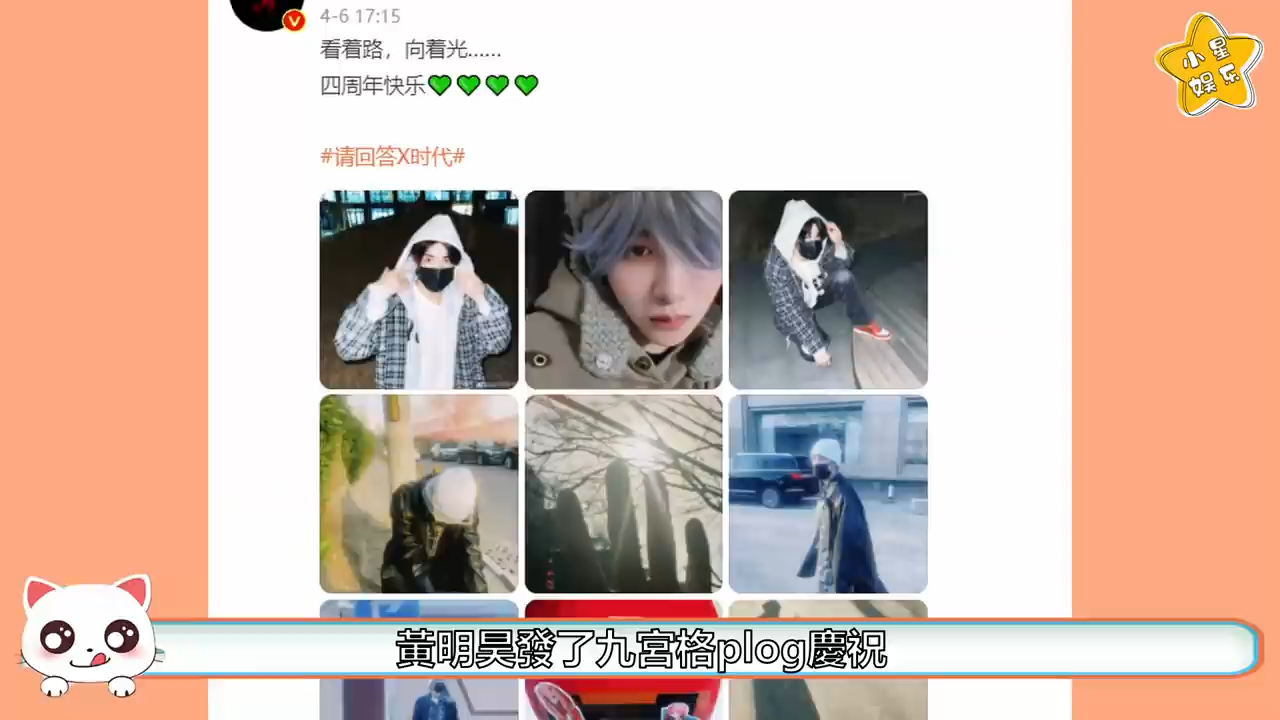 4-6 17:15
看着路，向着光……
四周年快乐💚💚💚💚
#请回答X时代#
小星
娱乐
黃明昊發了九宮格plog慶祝